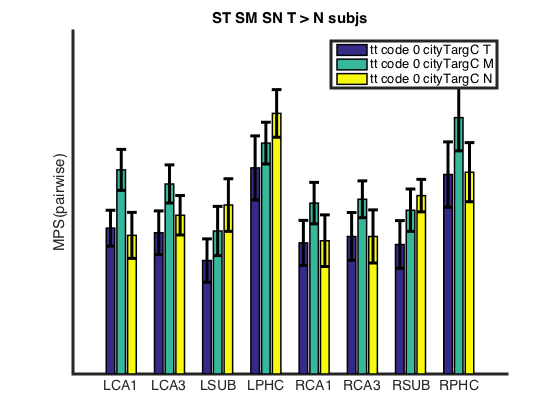 ST SM SN T > N subjs
tt code 0 cityTargC T
tt code 0 cityTargC M
tt code 0 cityTargC N
MPS(pairwise)
LCA1 LCA3 LSUB LPHC RCA1 RCA3 RSUB RPHC